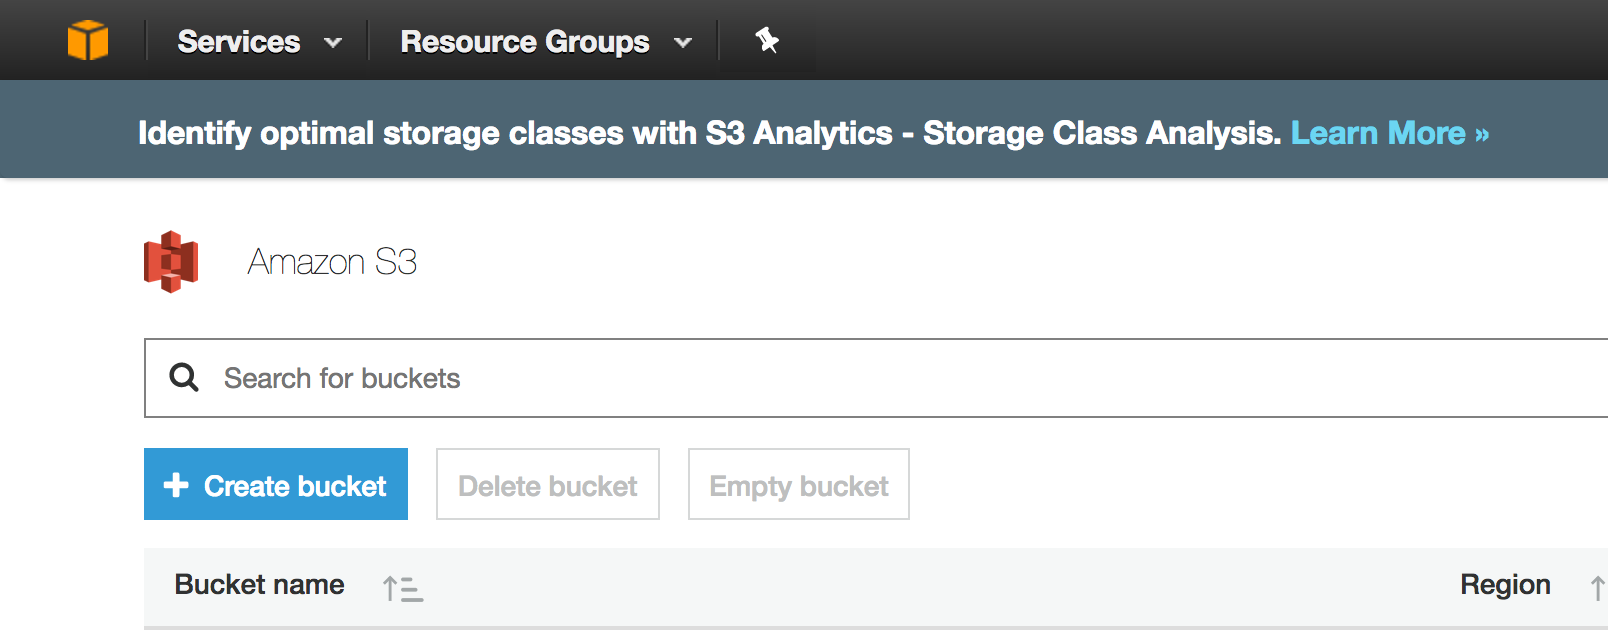 Services Resource Groups
Identify optimal storage classes with S3 Analytics - Storage Class Analysis. Learn More »
Amazon S3
Search for buckets
+ Create bucket Delete bucket Empty bucket
Bucket name Region